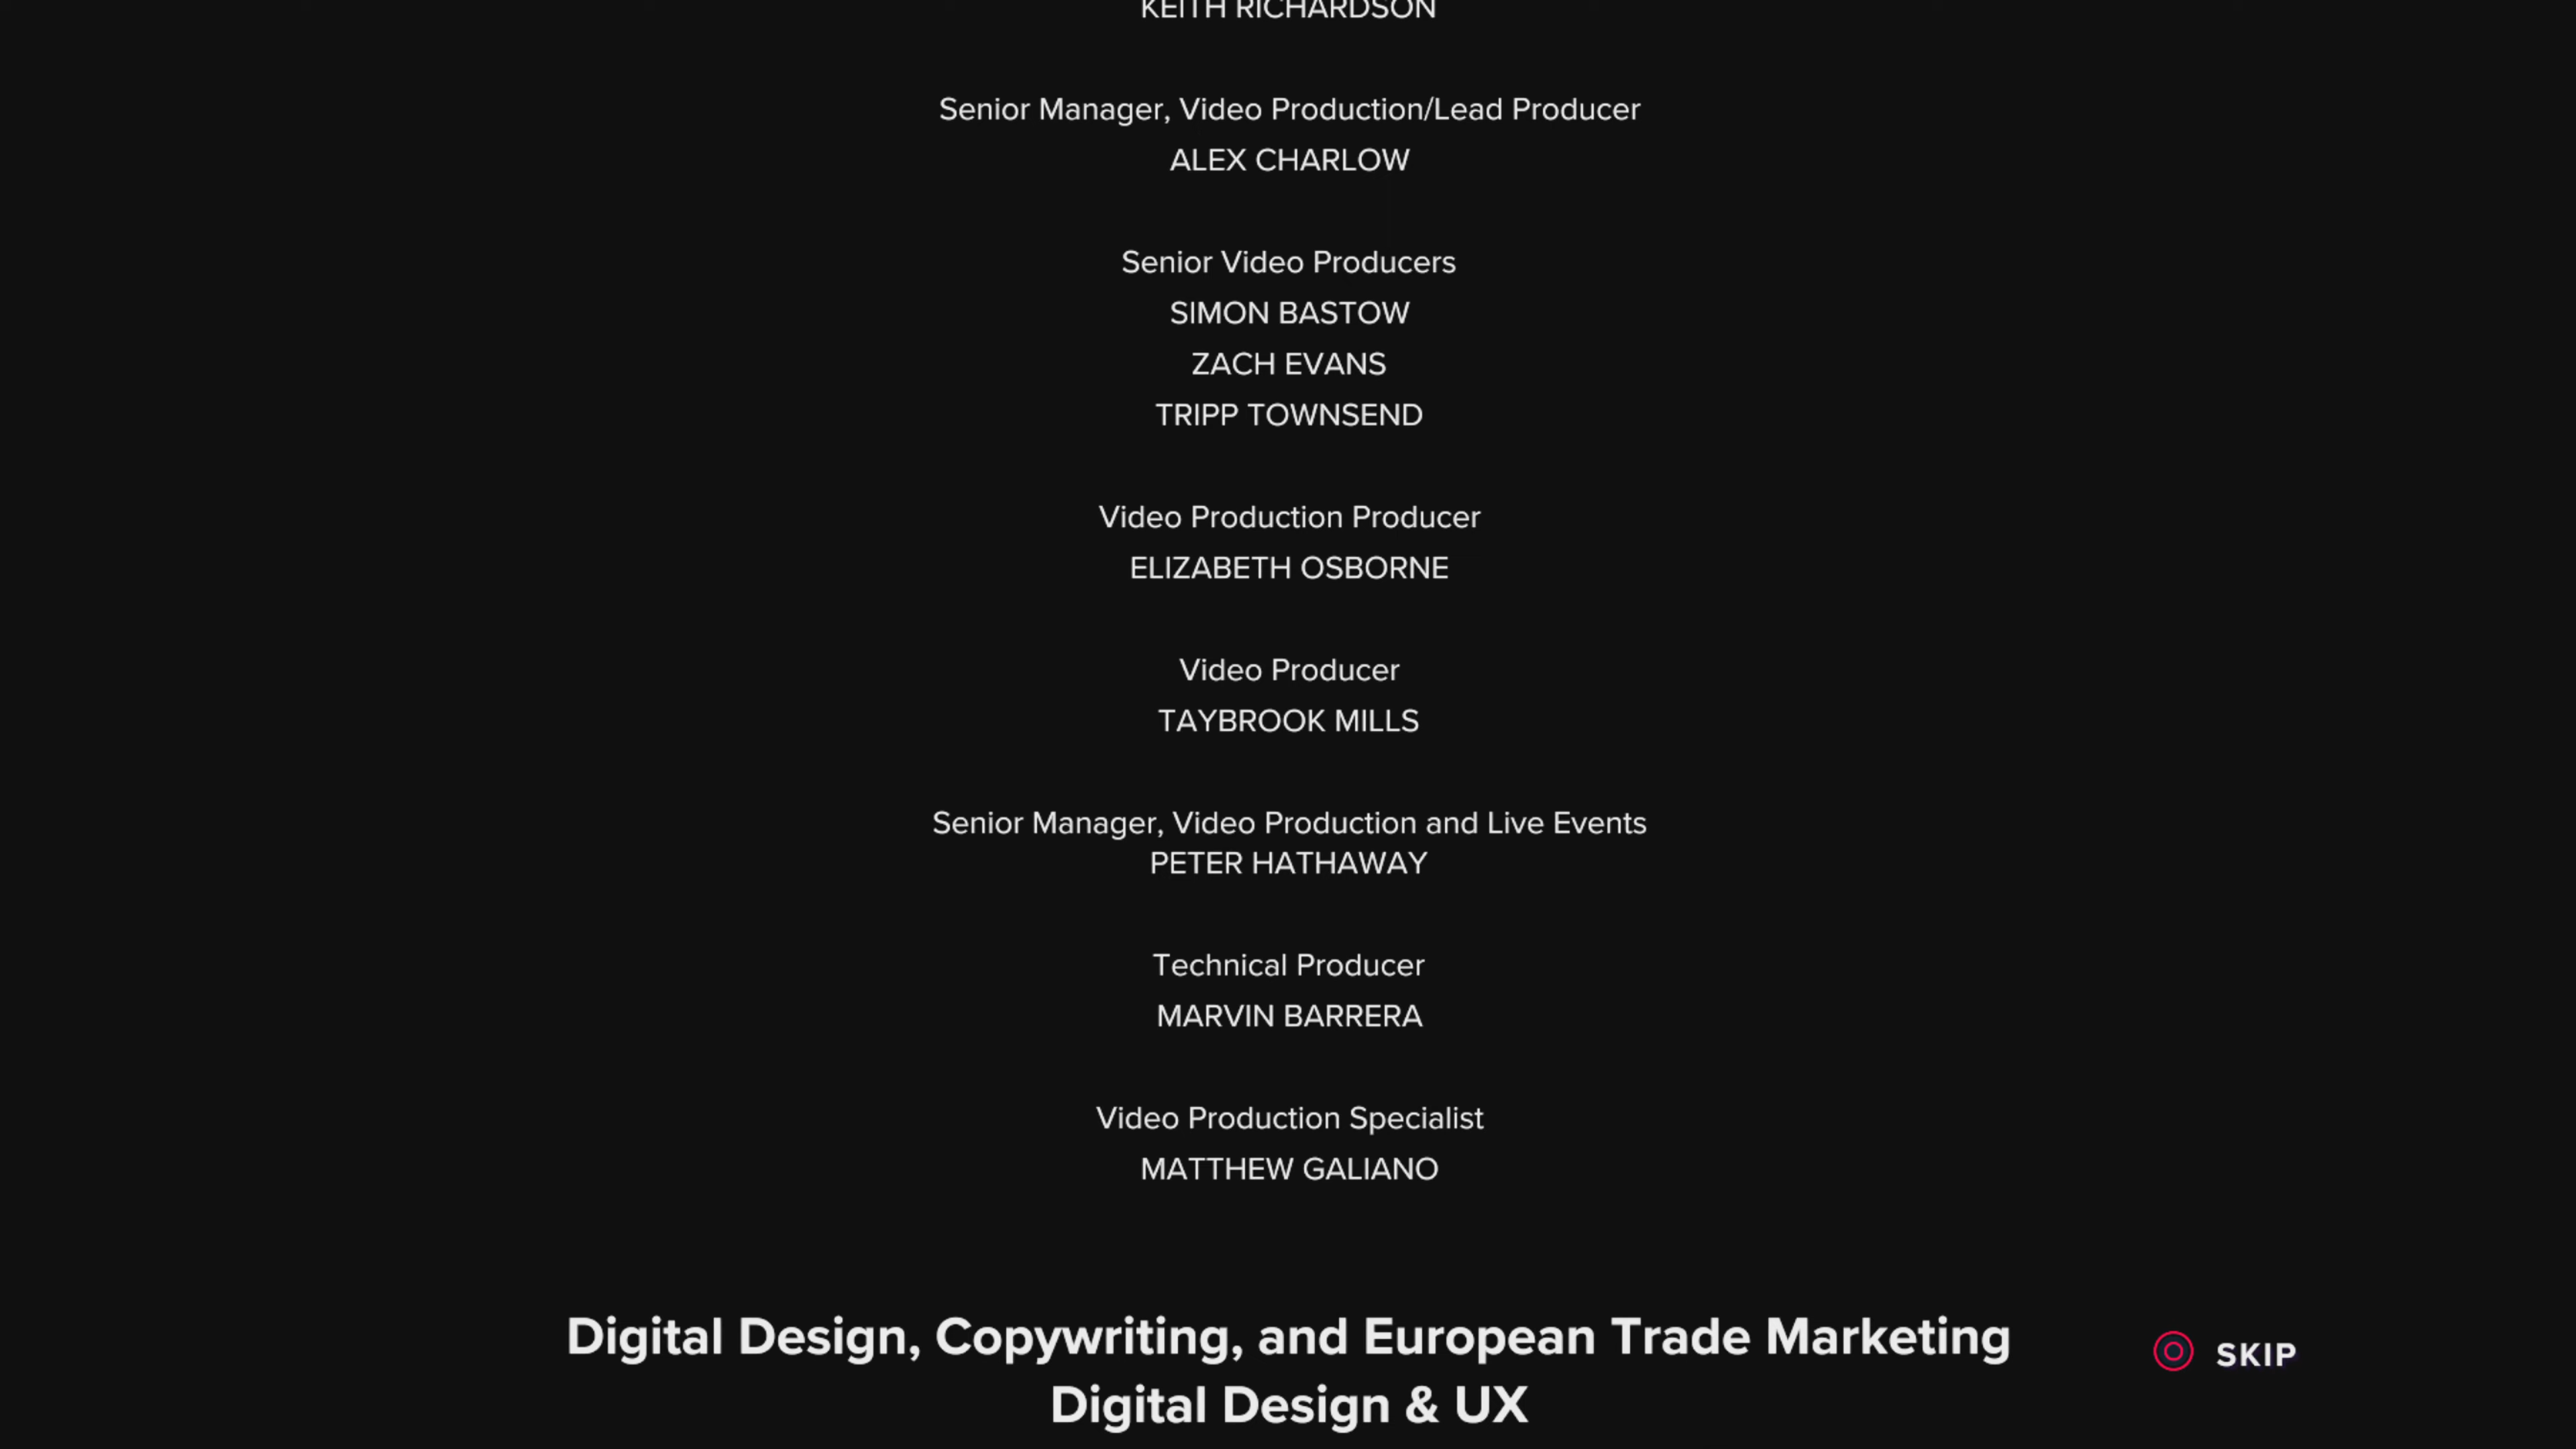 KEITH RICHARDSON
Senior Manager, Video Production/Lead Producer
ALEX CHARLOW
Senior Video Producers
SIMON BASTOW
ZACH EVANS
TRIPP TOWNSEND
Video Production Producer
ELIZABETH OSBORNE
Video Producer
TAYBROOK MILLS
Senior Manager, Video Production and Live Events
PETER HATHAWAY
Technical Producer
MARVIN BARRERA
Video Production Specialist
MATTHEW GALIANO
Digital Design, Copywriting, and European Trade Marketing
SKIP
Digital Design & UX